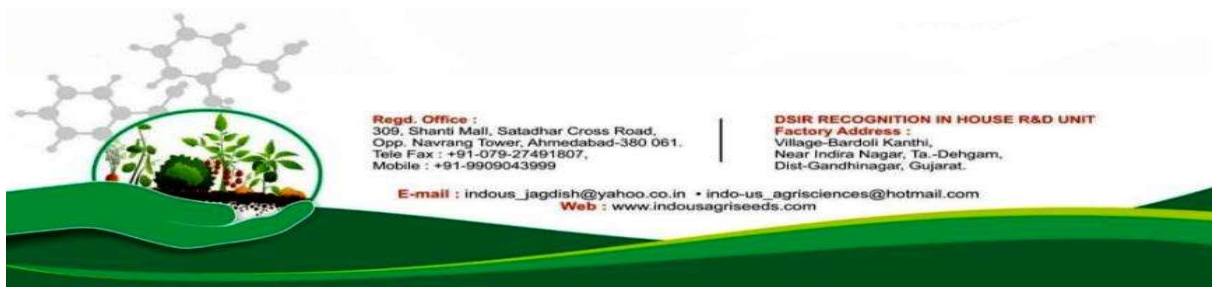 Regd. Office :
309, Shanti Mall, Satadhar Cross Road,
Opp. Navrang Tower, Ahmedabad-380 061.
Tele Fax : +91-079-27491807,
Mobile : +91-9909043999
DSIR RECOGNITION IN HOUSE R&D UNIT
Factory Address :
Village-Bardoli Kanthi,
Near Indira Nagar, Ta.-Dehgam,
Dist-Gandhinagar, Gujarat.
E-mail : indous_jagdish@yahoo.co.in • indo-us_agrisciences@hotmail.com
Web : www.indousagriseeds.com